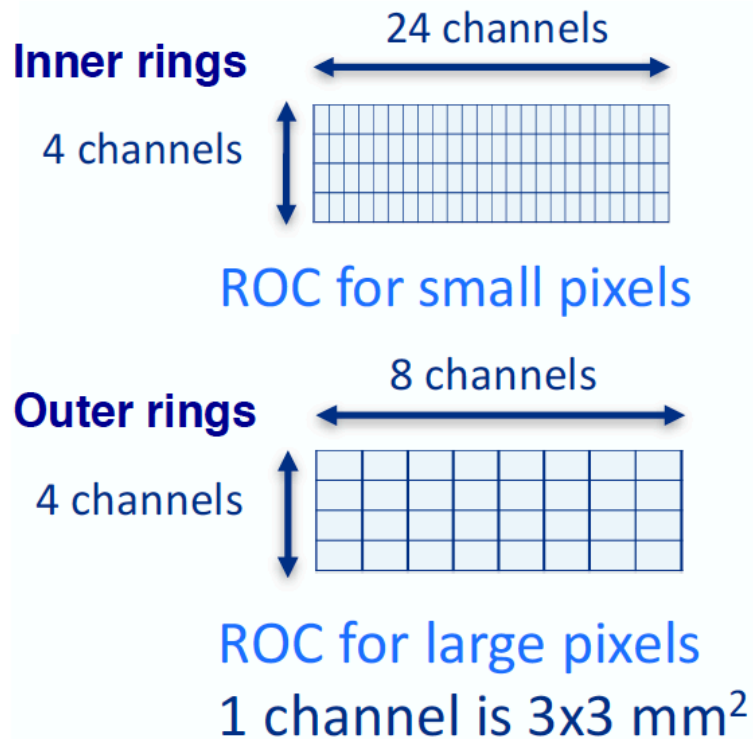 24 channels
Inner rings
4 channels
ROC for small pixels
8 channels
Outer rings
4 channels
ROC for large pixels
1 channel is 3x3 mm²